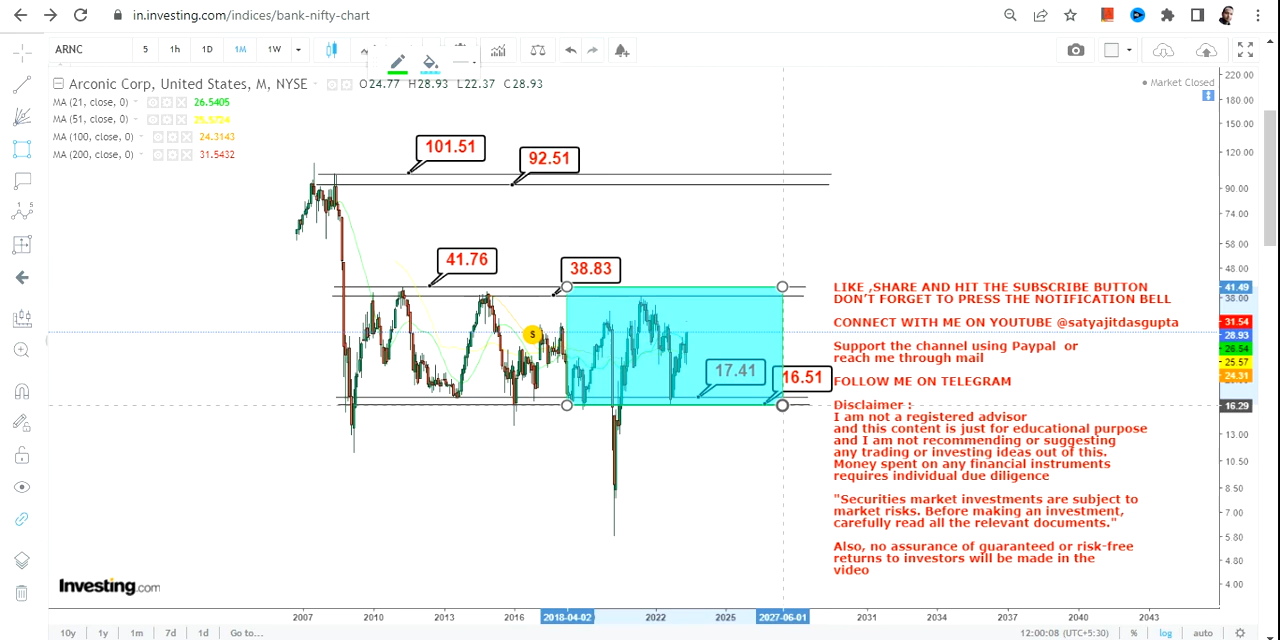 in.investing.com/indices/bank-nifty-chart
ARNC 5 1h 1D 1M 1W
Arconic Corp, United States, M, NYSE O24.77 H28.93 L22.37 C28.93
Market Closed
MA (21, close, 0) 26.5405
MA (51, close, 0)
MA (100, close, 0) 24.3143
MA (200, close, 0) 31.5432
101.51
92.51
41.76
38.83
$
17.41
16.51
LIKE ,SHARE AND HIT THE SUBSCRIBE BUTTON
DON'T FORGET TO PRESS THE NOTIFICATION BELL
CONNECT WITH ME ON YOUTUBE @satyajitdasgupta
Support the channel using Paypal or
reach me through mail
FOLLOW ME ON TELEGRAM
Disclaimer :
I am not a registered advisor
and this content is just for educational purpose
and I am not recommending or suggesting
any trading or investing ideas out of this.
Money spent on any financial instruments
requires individual due diligence
"Securities market investments are subject to
market risks. Before making an investment,
carefully read all the relevant documents."
Also, no assurance of guaranteed or risk-free
returns to investors will be made in the
video
220.00
180.00
150.00
120.00
90.00
74.00
58.00
48.00
41.49
38.00
31.54
28.93
26.54
25.57
24.31
16.29
13.00
10.50
8.50
7.00
5.80
4.80
4.00
Investing.com
2007 2010 2013 2016 2018-04-02 2022 2025 2027-06-01 2031 2034 2037 2040 2043
10y 1y 1m 7d 1d Go to... 12:00:08 (UTC+5:30) % log auto